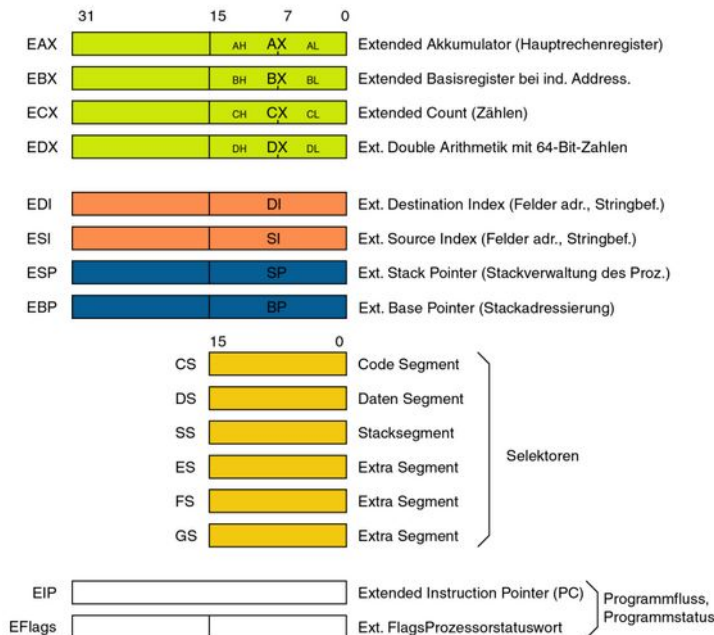 31 15 7 0
EAX AH AX AL Extended Akkumulator (Hauptrechenregister)
EBX BH BX BL Extended Basisregister bei ind. Address.
ECX CH CX CL Extended Count (Zählen)
EDX DH DX DL Ext. Double Arithmetik mit 64-Bit-Zahlen
EDI DI Ext. Destination Index (Felder adr., Stringbef.)
ESI SI Ext. Source Index (Felder adr., Stringbef.)
ESP SP Ext. Stack Pointer (Stackverwaltung des Proz.)
EBP BP Ext. Base Pointer (Stackadressierung)
15 0
CS Code Segment
DS Daten Segment
SS Stacksegment
ES Extra Segment
FS Extra Segment
GS Extra Segment
Selektoren
EIP Extended Instruction Pointer (PC)
EFlags Ext. FlagsProzessorstatuswort
Programmfluss,
Programmstatus